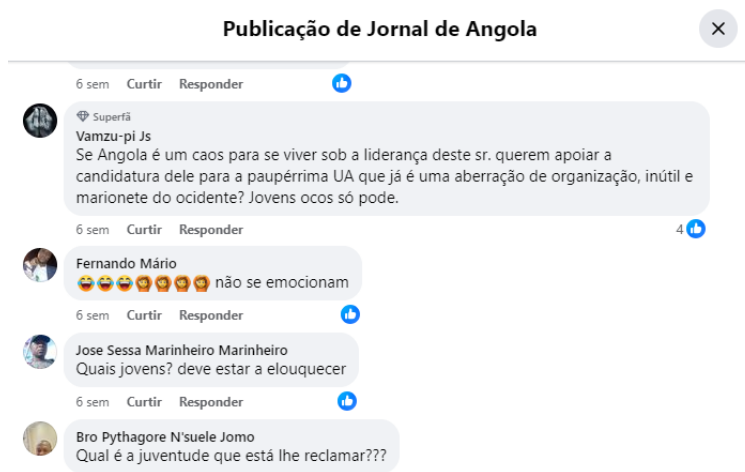 Publicação de Jornal de Angola
6 sem Curtir Responder
Superfã
Vamzu-pi Js
Se Angola é um caos para se viver sob a liderança deste sr. querem apoiar a
candidatura dele para a paupérrima UA que já é uma aberração de organização, inútil e
marionete do ocidente? Jovens ocos só pode.
6 sem Curtir Responder 4
Fernando Mário
😂😂😂🙆🙆🙆🙆 não se emocionam
6 sem Curtir Responder
Jose Sessa Marinheiro Marinheiro
Quais jovens? deve estar a elouquecer
6 sem Curtir Responder
Bro Pythagore N'suele Jomo
Qual é a juventude que está lhe reclamar???